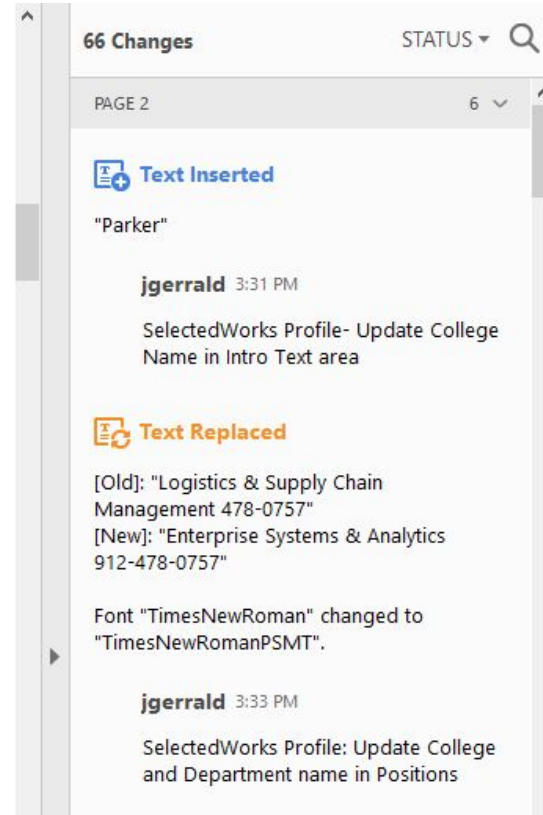 66 Changes STATUS
PAGE 2 6
Text Inserted
"Parker"
jgerrald 3:31 PM
SelectedWorks Profile- Update College
Name in Intro Text area
Text Replaced
[Old]: "Logistics & Supply Chain
Management 478-0757"
[New]: "Enterprise Systems & Analytics
912-478-0757"
Font "TimesNewRoman" changed to
"TimesNewRomanPSMT".
jgerrald 3:33 PM
SelectedWorks Profile: Update College
and Department name in Positions